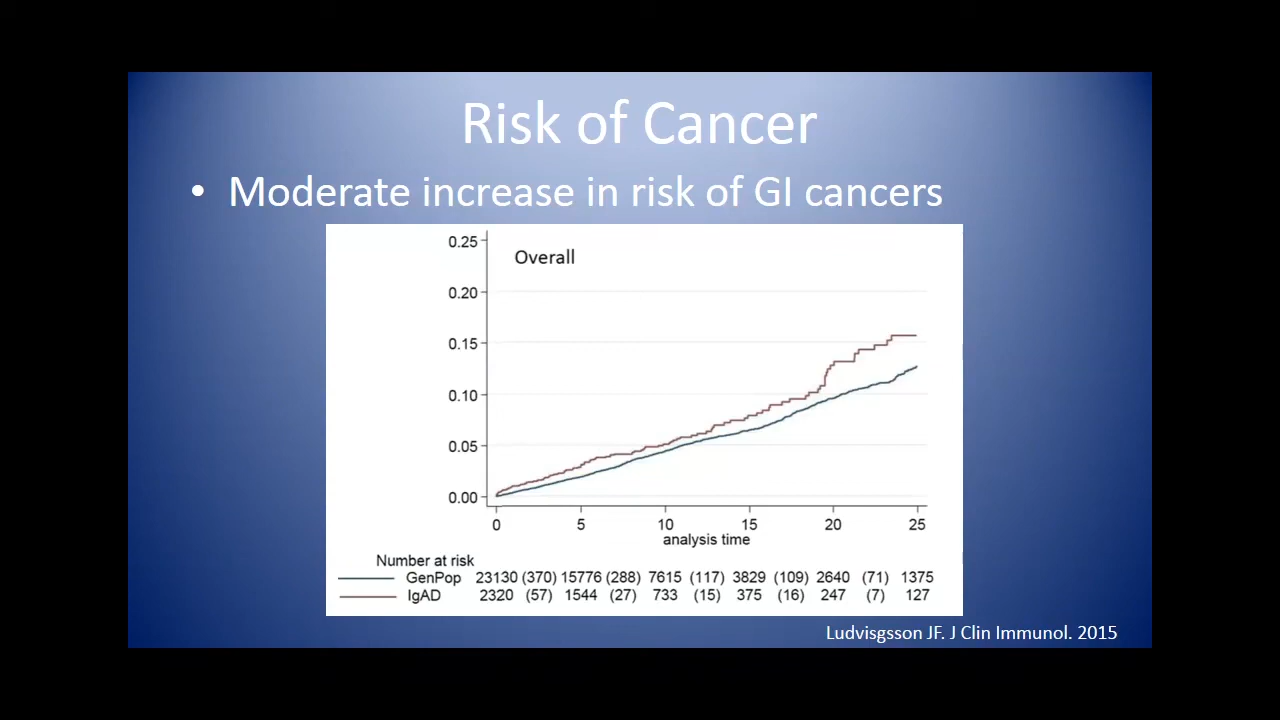 Risk of Cancer
• Moderate increase in risk of GI cancers
Overall
0.25
0.20
0.15
0.10
0.05
0.00
0 5 10 15 20 25
analysis time
Number at risk
GenPop 23130 (370) 15776 (288) 7615 (117) 3829 (109) 2640 (71) 1375
IgAD 2320 (57) 1544 (27) 733 (15) 375 (16) 247 (7) 127
Ludvisgsson JF. J Clin Immunol. 2015